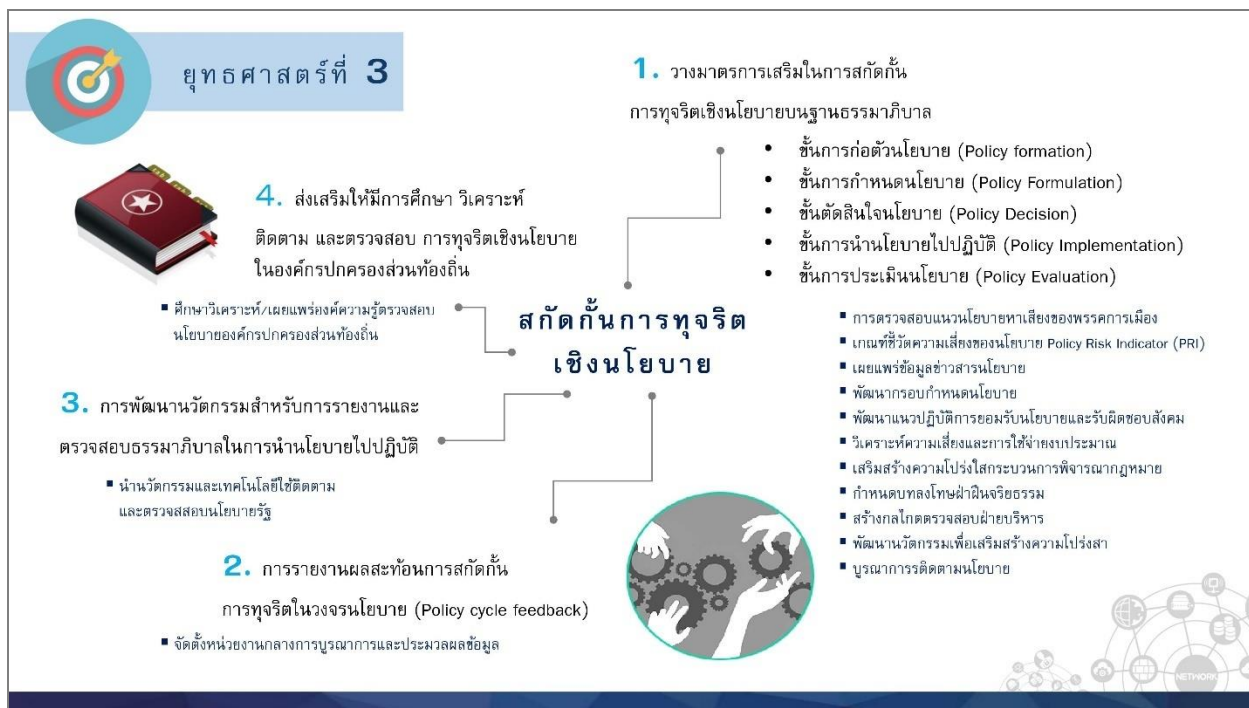 ยุทธศาสตร์ที่ 3
1. วางมาตรการเสริมในการสกัดกั้น
การทุจริตเชิงนโยบายบนฐานธรรมาภิบาล
• ขั้นการก่อตัวนโยบาย (Policy formation)
• ขั้นการกำหนดนโยบาย (Policy Formulation)
• ขั้นตัดสินใจนโยบาย (Policy Decision)
• ขั้นการนำนโยบายไปปฏิบัติ (Policy Implementation)
• ขั้นการประเมินนโยบาย (Policy Evaluation)
▪ การตรวจสอบแนวนโยบายหาเสียงของพรรคการเมือง
▪ เกณฑ์ชี้วัดความเสี่ยงของนโยบาย Policy Risk Indicator (PRI)
▪ เผยแพร่ข้อมูลข่าวสารนโยบาย
▪ พัฒนากรอบกำหนดนโยบาย
▪ พัฒนาแนวปฏิบัติการยอมรับนโยบายและรับผิดชอบสังคม
▪ วิเคราะห์ความเสี่ยงและการใช้จ่ายงบประมาณ
▪ เสริมสร้างความโปร่งใสกระบวนการพิจารณากฎหมาย
▪ กำหนดบทลงโทษฝ่าฝืนจริยธรรม
▪ สร้างกลไกตรวจสอบฝ่ายบริหาร
▪ พัฒนานวัตกรรมเพื่อเสริมสร้างความโปร่งสา
▪ บูรณาการรติดตามนโยบาย
4. ส่งเสริมให้มีการศึกษา วิเคราะห์
ติดตาม และตรวจสอบ การทุจริตเชิงนโยบาย
ในองค์กรปกครองส่วนท้องถิ่น
▪ ศึกษาวิเคราะห์/เผยแพร่องค์ความรู้ตรวจสอบ
นโยบายองค์กรปกครองส่วนท้องถิ่น
สกัดกั้นการทุจริต
เชิงนโยบาย
3. การพัฒนานวัตกรรมสำหรับการรายงานและ
ตรวจสอบธรรมาภิบาลในการนำนโยบายไปปฏิบัติ
▪ นำนวัตกรรมและเทคโนโลยีใช้ติดตาม
และตรวจสสอบนโยบายรัฐ
2. การรายงานผลสะท้อนการสกัดกั้น
การทุจริตในวงจรนโยบาย (Policy cycle feedback)
▪ จัดตั้งหน่วยงานกลางการบูรณาการและประมวลผลข้อมูล
NETWORK